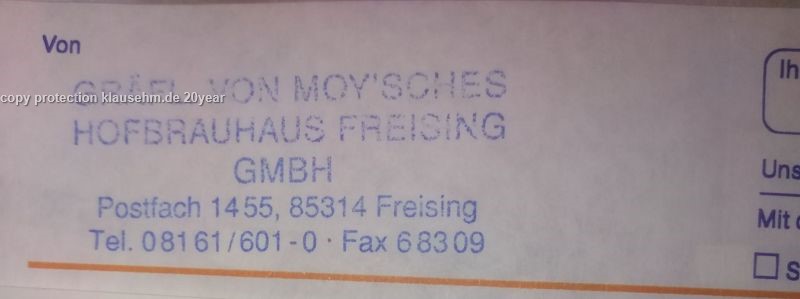 Von
GRÄFL. VON MOY'SCHES
copy protection klausehm.de 20year
HOFBRAUHAUS FREISING
GMBH
Postfach 1455, 85314 Freising
Tel. 08161/601-0 · Fax 68309
Ih
Uns
Mit
S